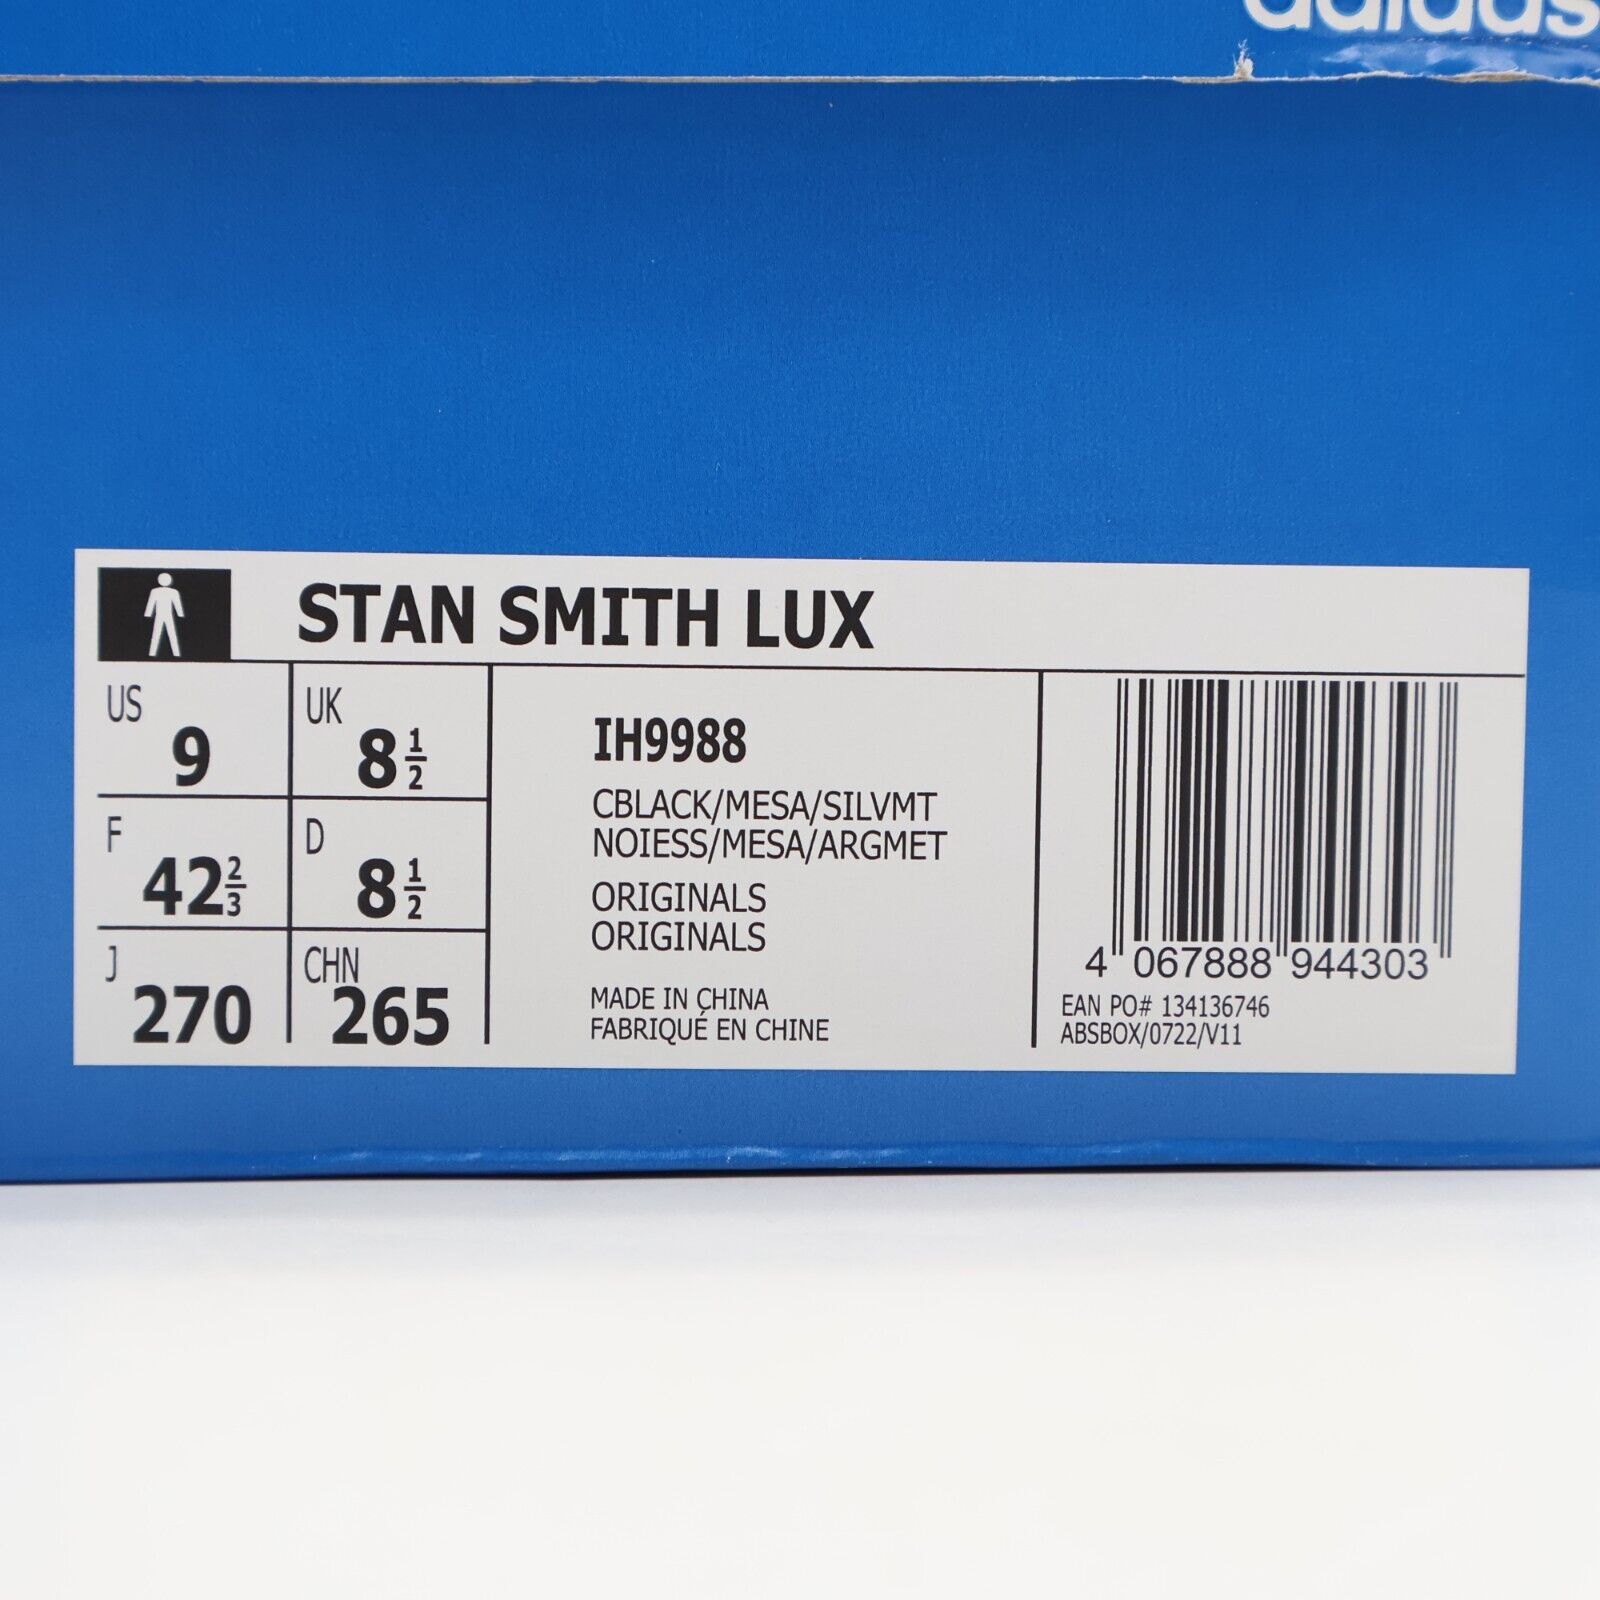 adidas
STAN SMITH LUX
US 9 UK 8 1/2
F 42 2/3 D 8 1/2
J 270 CHN 265
IH9988
CBLACK/MESA/SILVMT
NOIESS/MESA/ARGMET
ORIGINALS
ORIGINALS
MADE IN CHINA
FABRIQUÉ EN CHINE
4 067888 944303
EAN PO# 134136746
ABSBOX/0722/V11